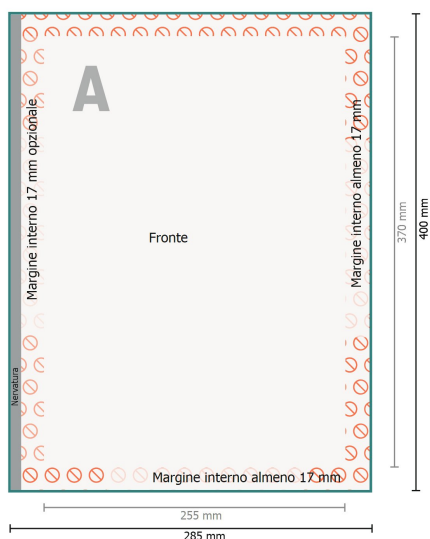 A
Margine interno 17 mm opzionale
Margine interno almeno 17 mm
Fronte
370 mm
400 mm
Nervatura
Margine interno almeno 17 mm
255 mm
285 mm